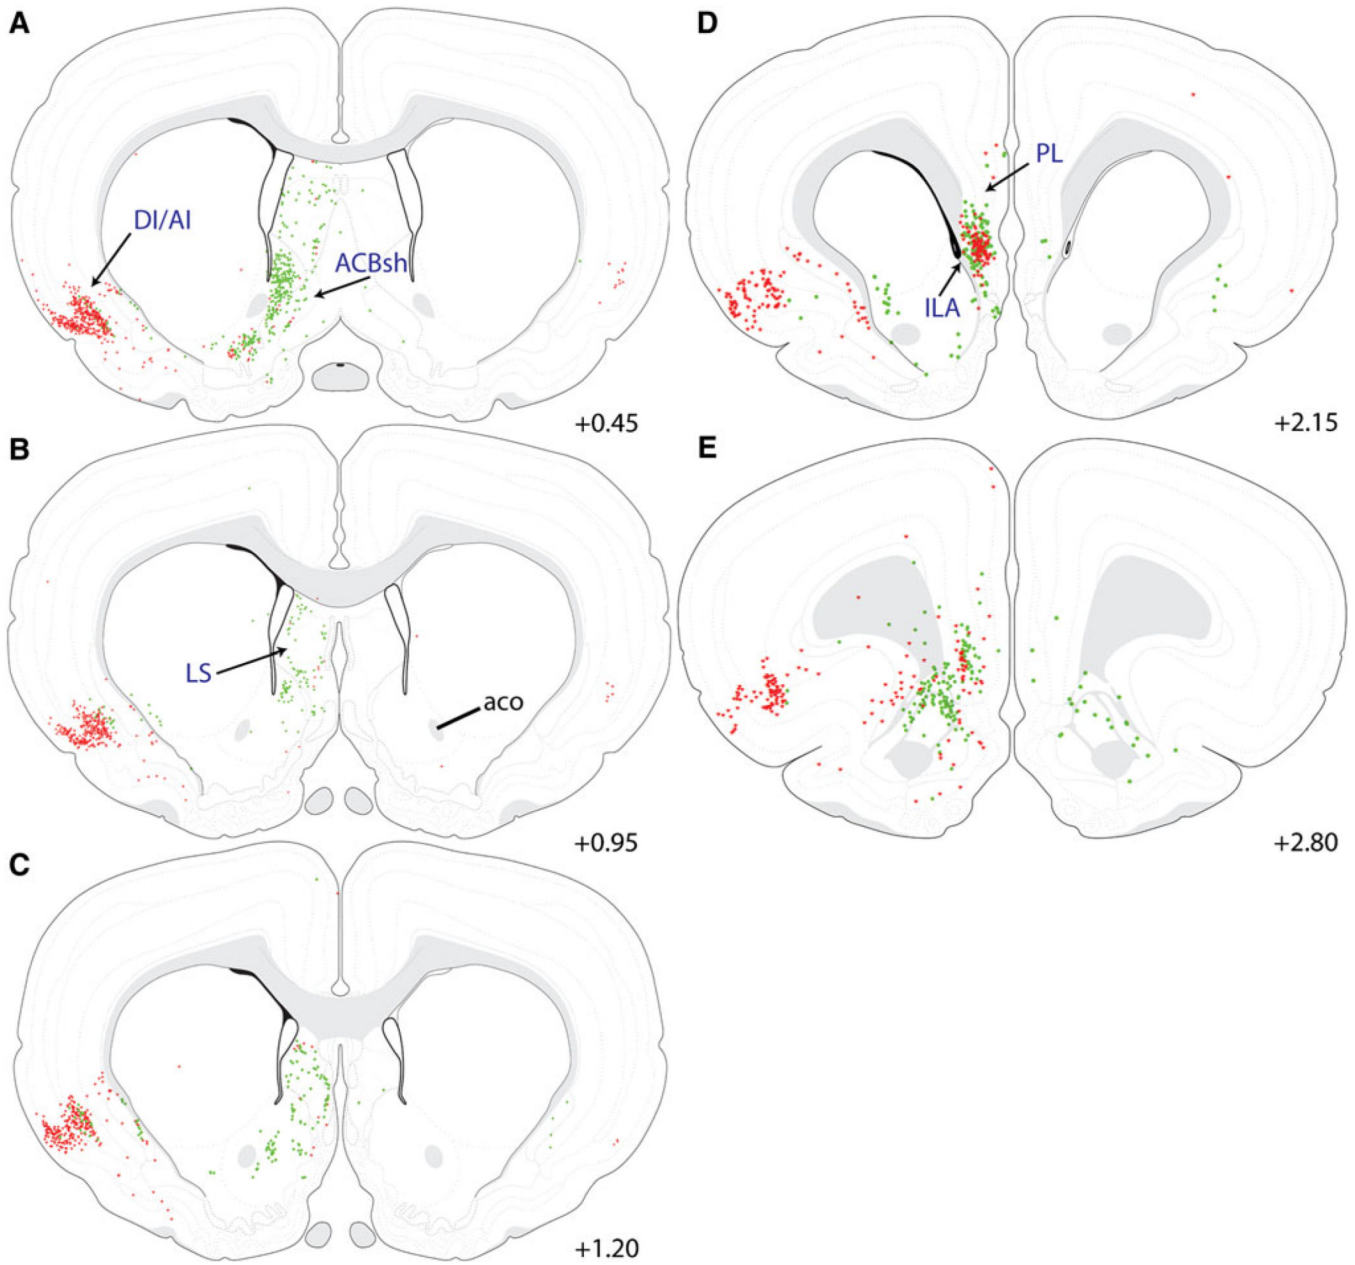 A
DI/AI
ACBsh
+0.45
B
LS
aco
+0.95
C
+1.20
D
PL
ILA
+2.15
E
+2.80